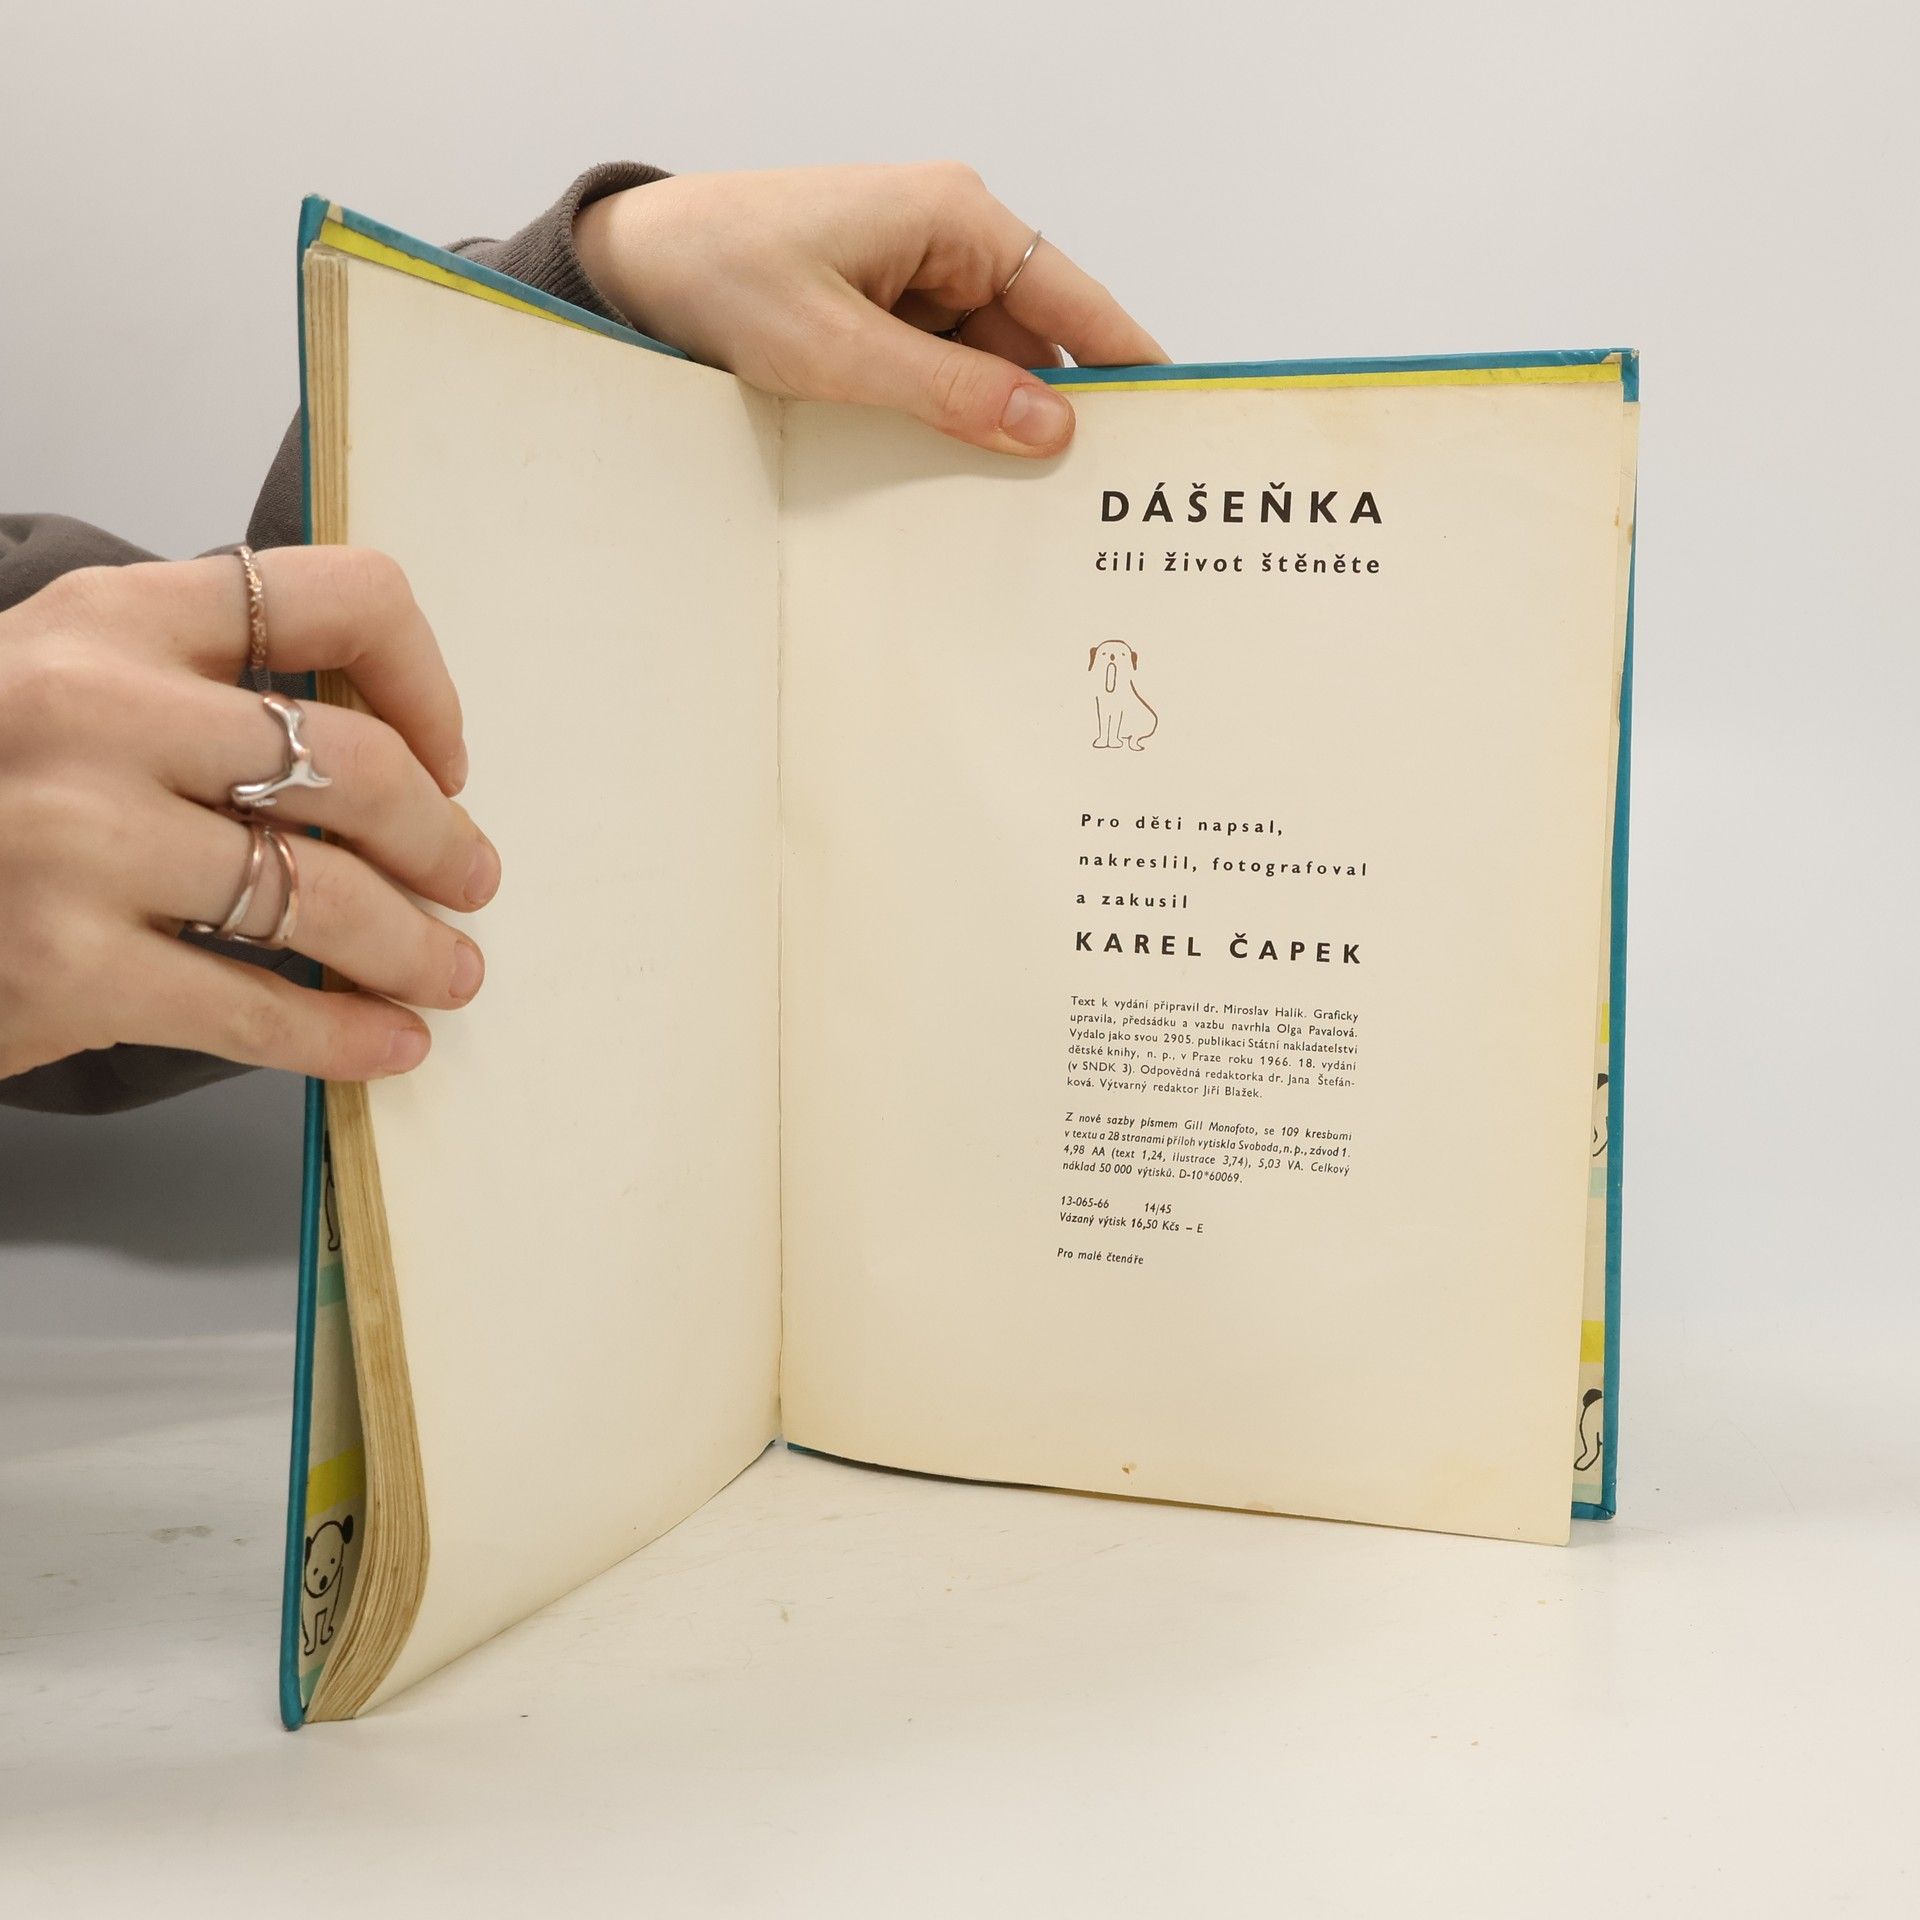 DÁŠEŇKA
čili život štěněte
Pro děti napsal,
nakreslil, fotografoval
a zakusil
KAREL ČAPEK
Text k vydání připravil dr. Miroslav Halík. Graficky
upravila, předsádku a vazbu navrhla Olga Pavalová.
Vydalo jako svou 2905. publikaci Státní nakladatelství
dětské knihy, n. p., v Praze roku 1966. 18. vydání
(v SNDK 3). Odpovědná redaktorka dr. Jana Štefán-
ková. Výtvarný redaktor Jiří Blažek.
Z nové sazby písmem Gill Monofoto, se 109 kresbami
v textu a 28 stranami příloh vytiskla Svoboda, n. p., závod 1.
4,98 AA (text 1,24, ilustrace 3,74), 5,03 VA. Celkový
náklad 50 000 výtisků. D-10*60069.
13-065-66 14/45
Vázaný výtisk 16,50 Kčs – E
Pro malé čtenáře